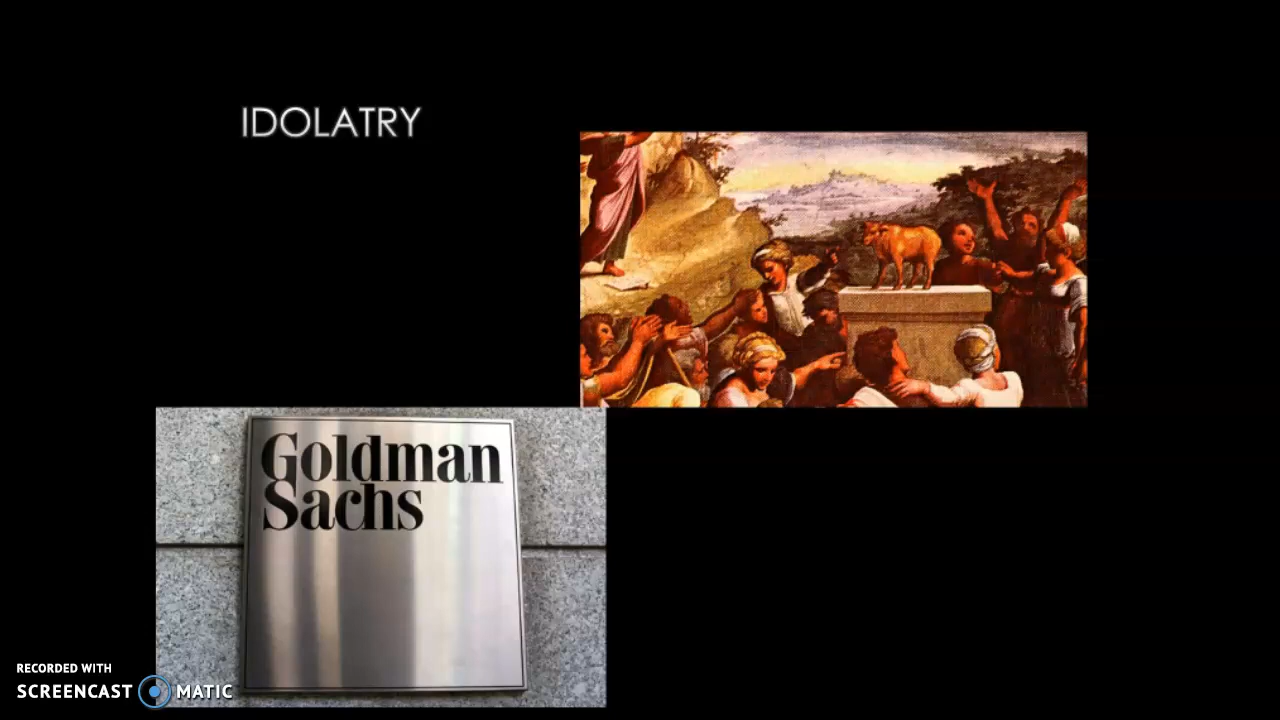 IDOLATRY
Goldman
Sachs
RECORDED WITH
SCREENCAST MATIC